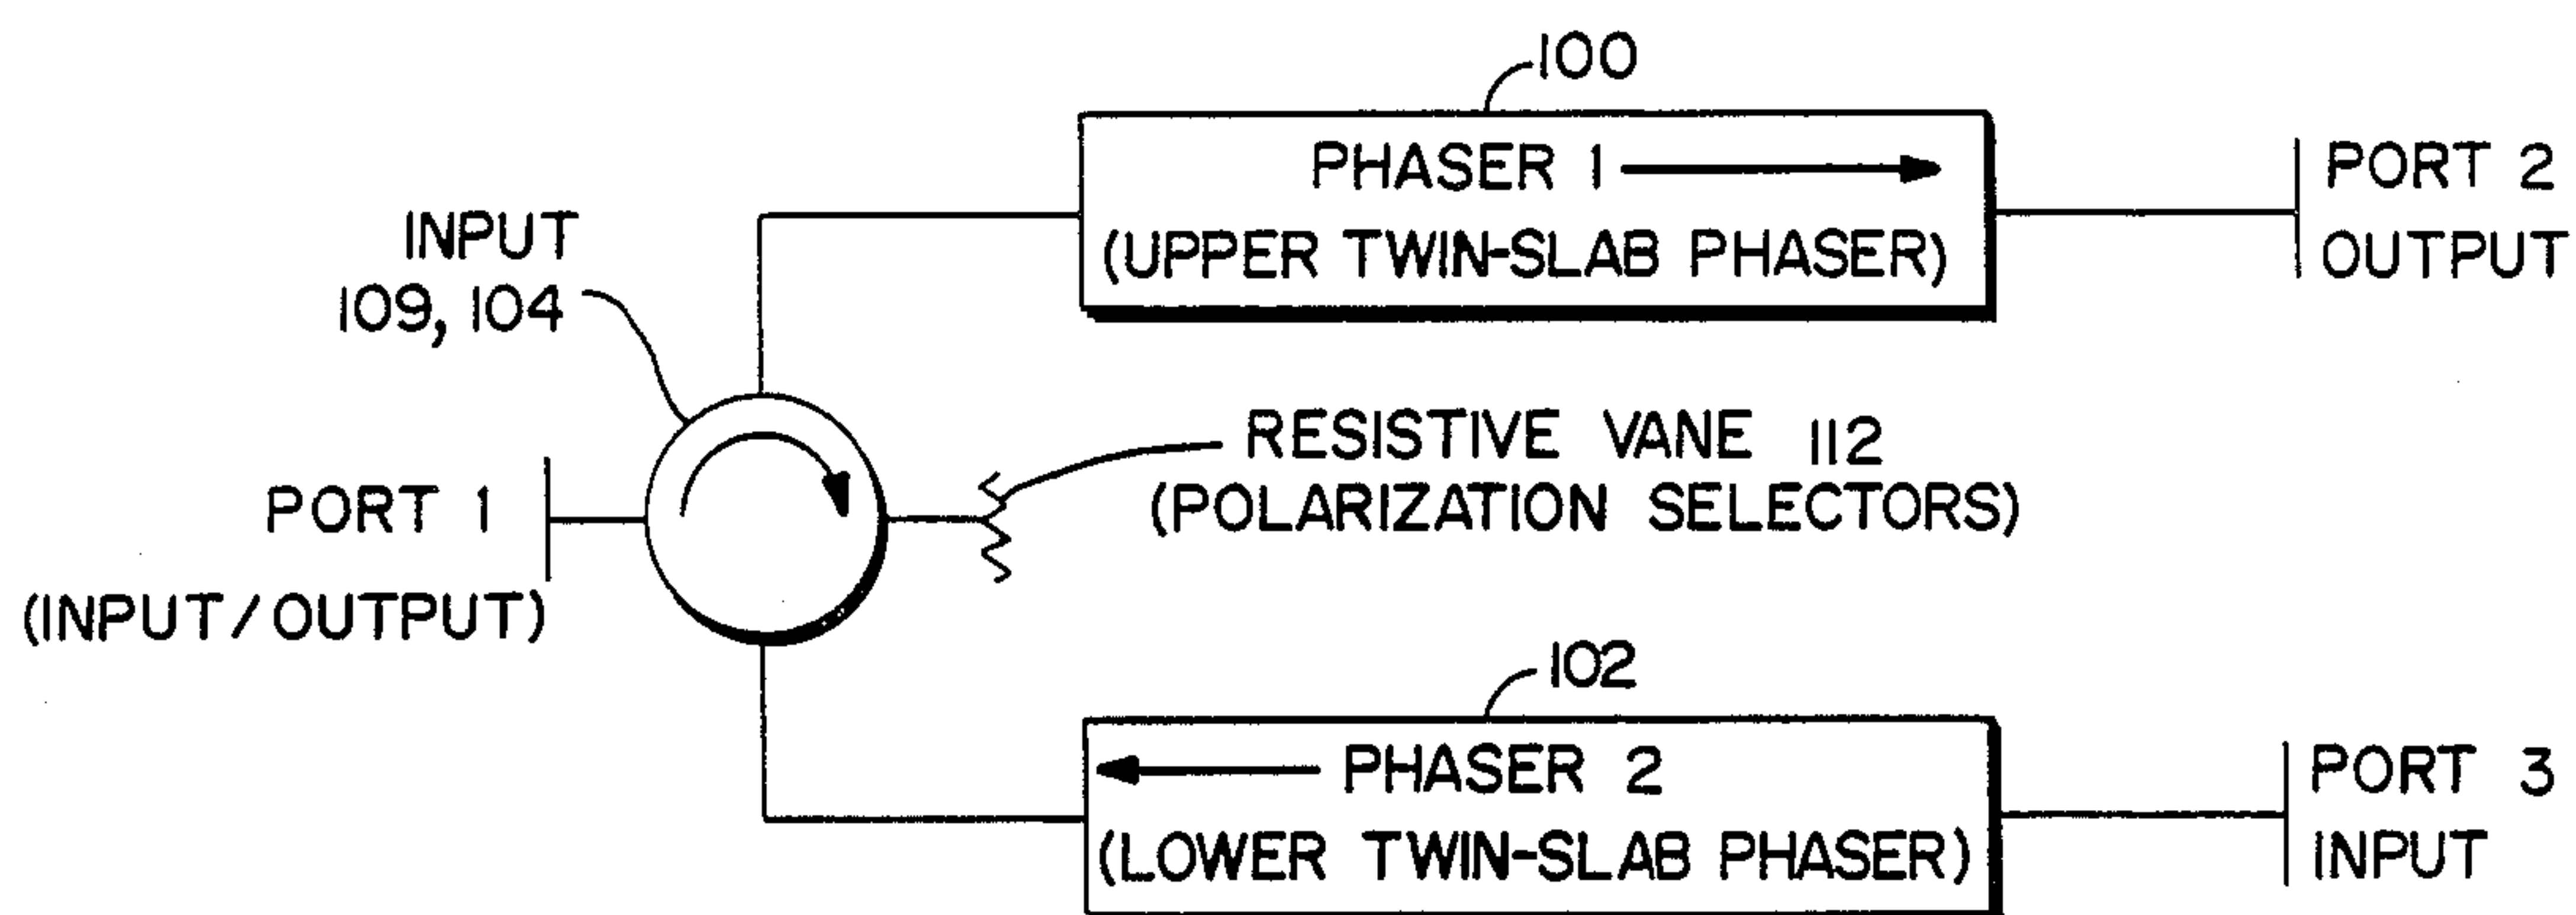 100
PHASER 1
(UPPER TWIN-SLAB PHASER)
PORT 2
OUTPUT
INPUT
109, 104
RESISTIVE VANE 112
(POLARIZATION SELECTORS)
PORT 1
(INPUT/OUTPUT)
102
PHASER 2
(LOWER TWIN-SLAB PHASER)
PORT 3
INPUT